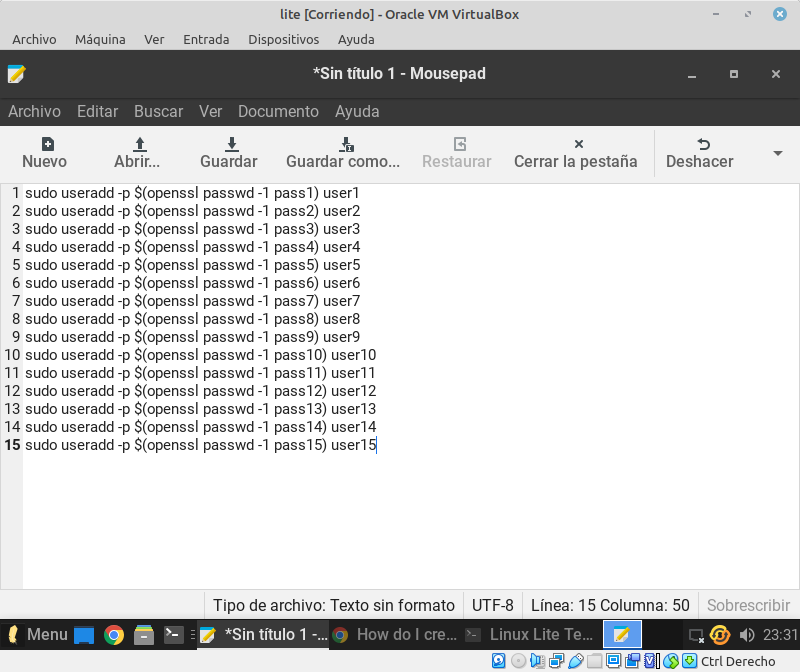 lite [Corriendo] - Oracle VM VirtualBox
Archivo Máquina Ver Entrada Dispositivos Ayuda
*Sin título 1 - Mousepad
Archivo Editar Buscar Ver Documento Ayuda
Nuevo Abrir... Guardar Guardar como... Restaurar Cerrar la pestaña Deshacer
1 sudo useradd -p $(openssl passwd -1 pass1) user1
2 sudo useradd -p $(openssl passwd -1 pass2) user2
3 sudo useradd -p $(openssl passwd -1 pass3) user3
4 sudo useradd -p $(openssl passwd -1 pass4) user4
5 sudo useradd -p $(openssl passwd -1 pass5) user5
6 sudo useradd -p $(openssl passwd -1 pass6) user6
7 sudo useradd -p $(openssl passwd -1 pass7) user7
8 sudo useradd -p $(openssl passwd -1 pass8) user8
9 sudo useradd -p $(openssl passwd -1 pass9) user9
10 sudo useradd -p $(openssl passwd -1 pass10) user10
11 sudo useradd -p $(openssl passwd -1 pass11) user11
12 sudo useradd -p $(openssl passwd -1 pass12) user12
13 sudo useradd -p $(openssl passwd -1 pass13) user13
14 sudo useradd -p $(openssl passwd -1 pass14) user14
15 sudo useradd -p $(openssl passwd -1 pass15) user15
Tipo de archivo: Texto sin formato UTF-8 Línea: 15 Columna: 50 Sobrescribir
Menu *Sin título 1 -... How do I cre... Linux Lite Te... 23:31
Ctrl Derecho